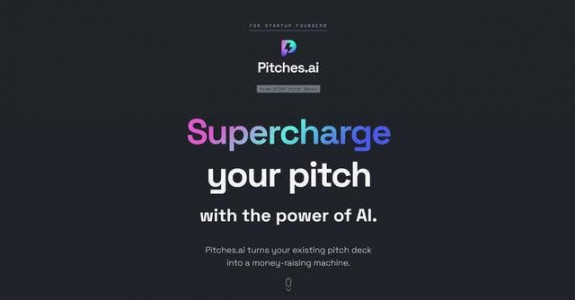 FOR STARTUP FOUNDERS
Pitches.ai
Supercharge
your pitch
with the power of AI.
Pitches.ai turns your existing pitch deck
into a money-raising machine.